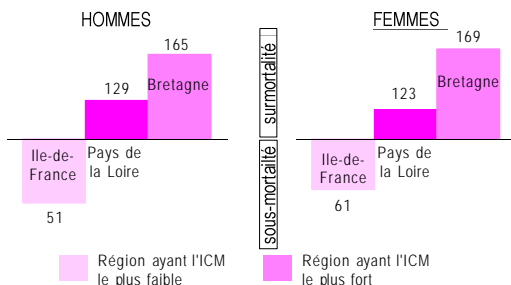 HOMMES
165
129
Bretagne
Ile-de-
France
Pays de
la Loire
51
surmortalité
sous-mortalité
FEMMES
169
123
Bretagne
Ile-de-
France
Pays de
la Loire
61
Région ayant l'ICM
le plus faible
Région ayant l'ICM
le plus fort